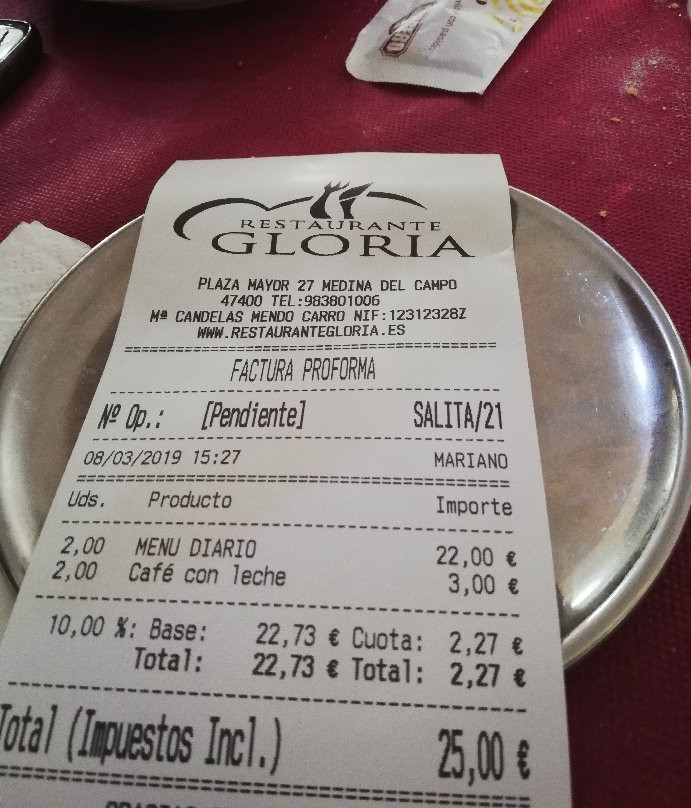 RESTAURANTE
GLORIA
PLAZA MAYOR 27 MEDINA DEL CAMPO
47400 TEL:983801006
Mª CANDELAS MENDO CARRO NIF:12312328Z
WWW.RESTAURANTEGLORIA.ES
FACTURA PROFORMA
Nº Op.: [Pendiente] SALITA/21
08/03/2019 15:27 MARIANO
Uds. Producto Importe
2,00 MENU DIARIO 22,00 €
2,00 Café con leche 3,00 €
10,00 %: Base: 22,73 € Cuota: 2,27 €
Total: 22,73 € Total: 2,27 €
Total (Impuestos Incl.) 25,00 €